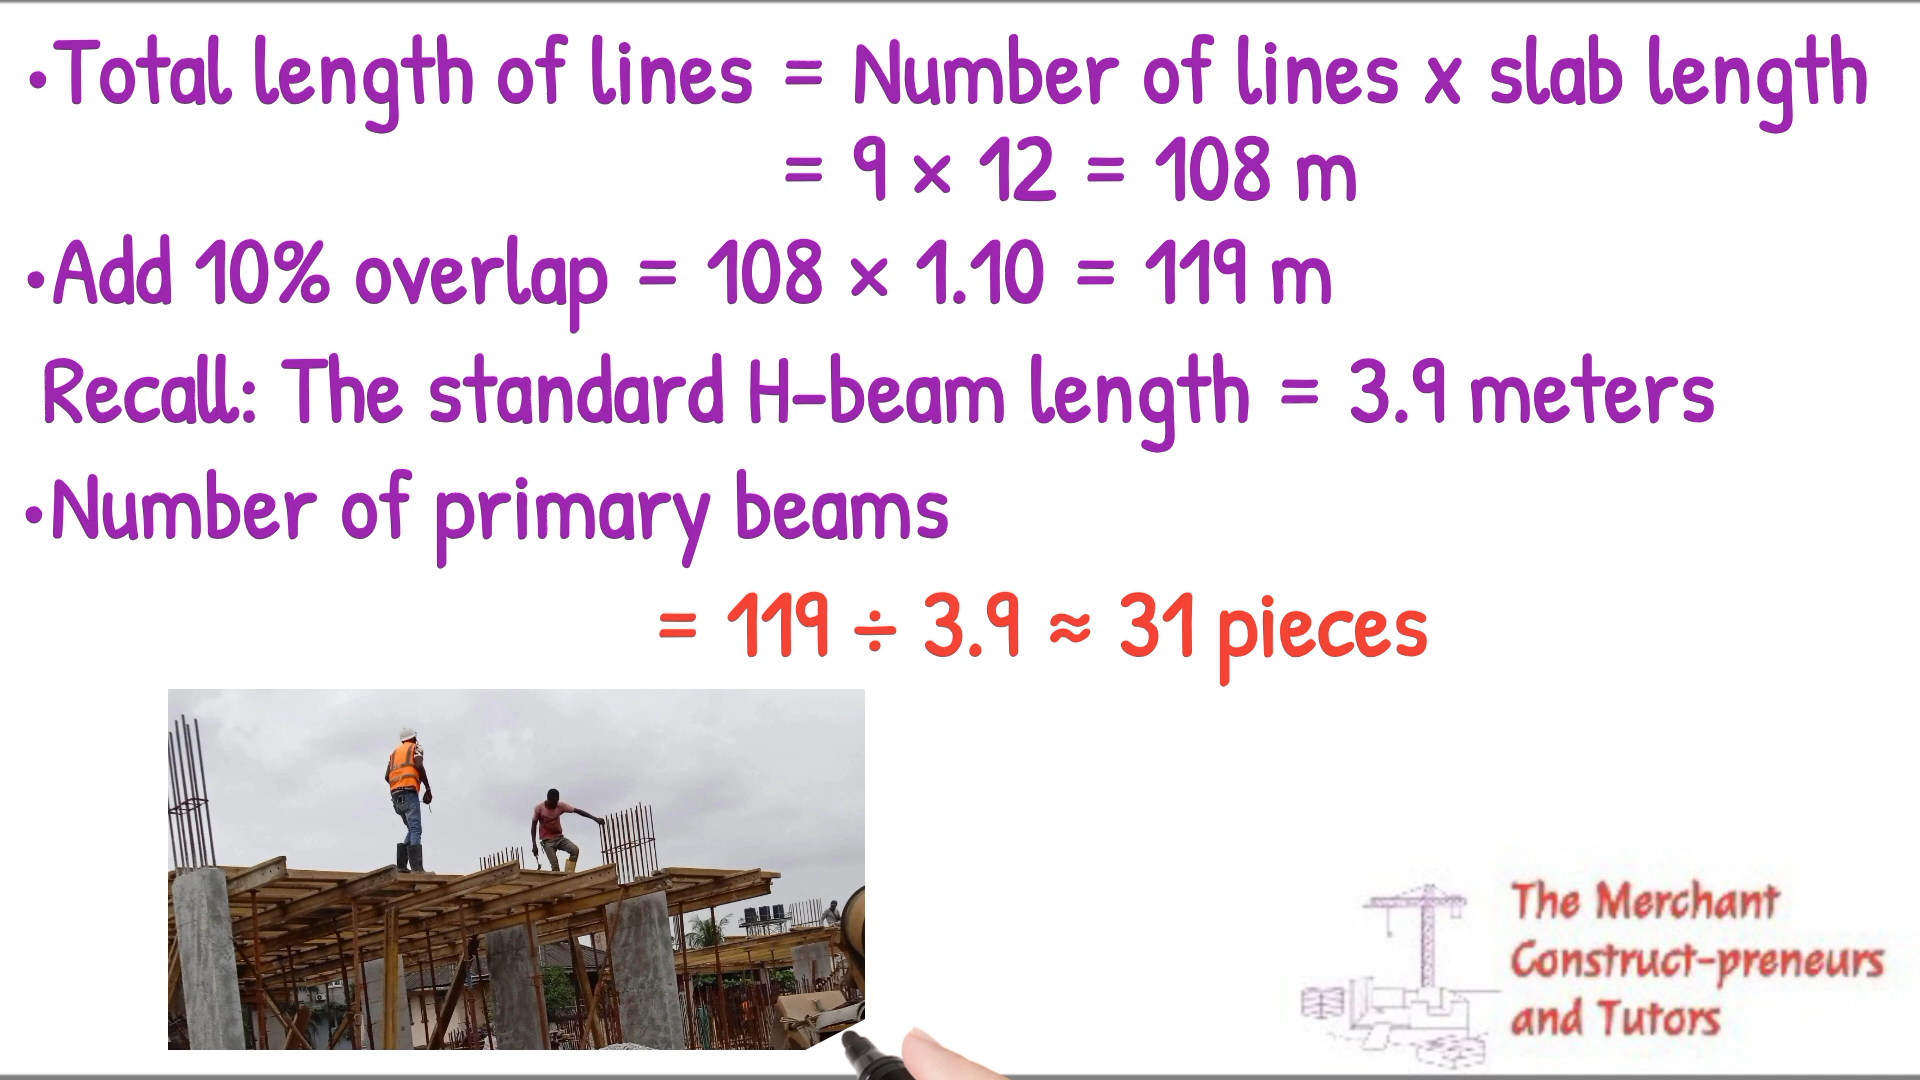 •Total length of lines = Number of lines x slab length
= 9 × 12 = 108 m
•Add 10% overlap = 108 × 1.10 = 119 m
Recall: The standard H-beam length = 3.9 meters
•Number of primary beams
= 119 ÷ 3.9 ≈ 31 pieces
The Merchant
Construct-preneurs
and Tutors